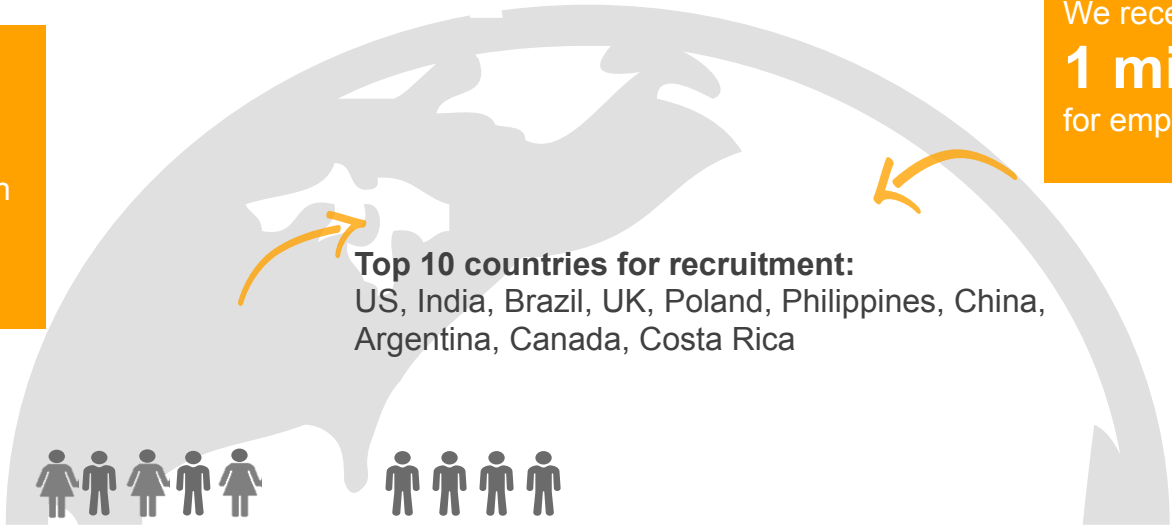 We rece
1 mi
for emp
n
Top 10 countries for recruitment:
US, India, Brazil, UK, Poland, Philippines, China,
Argentina, Canada, Costa Rica